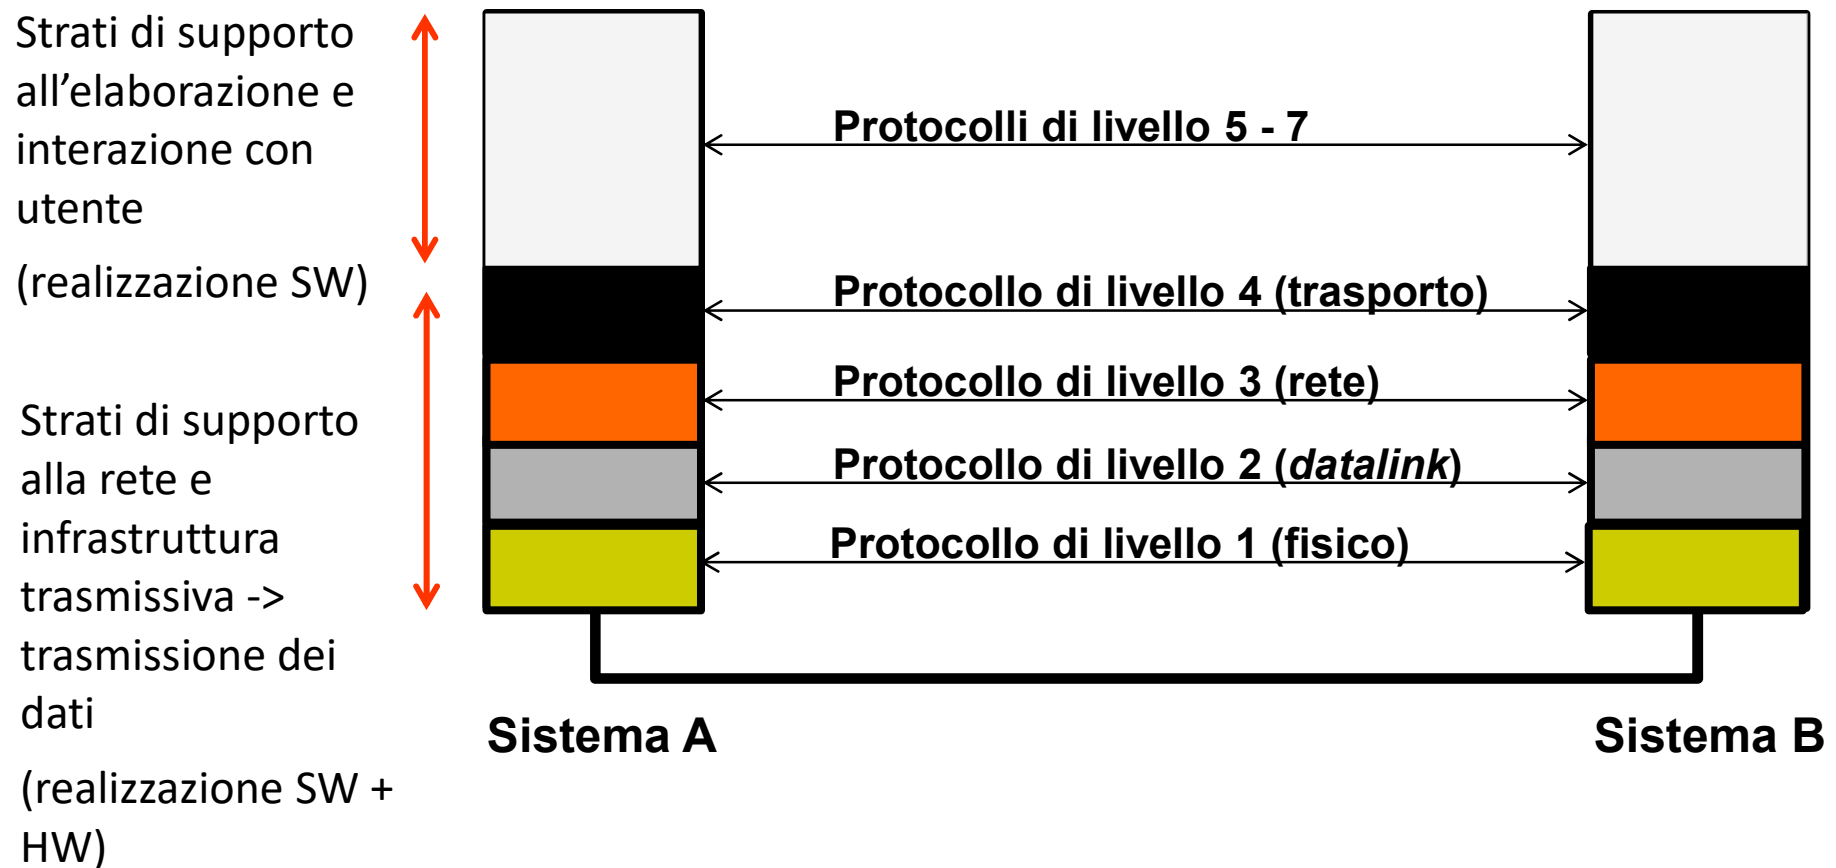 Strati di supporto
all’elaborazione e
interazione con
utente
(realizzazione SW)
Strati di supporto
alla rete e
infrastruttura
trasmissiva ->
trasmissione dei
dati
(realizzazione SW +
HW)
Protocolli di livello 5 - 7
Protocollo di livello 4 (trasporto)
Protocollo di livello 3 (rete)
Protocollo di livello 2 (datalink)
Protocollo di livello 1 (fisico)
Sistema A
Sistema B